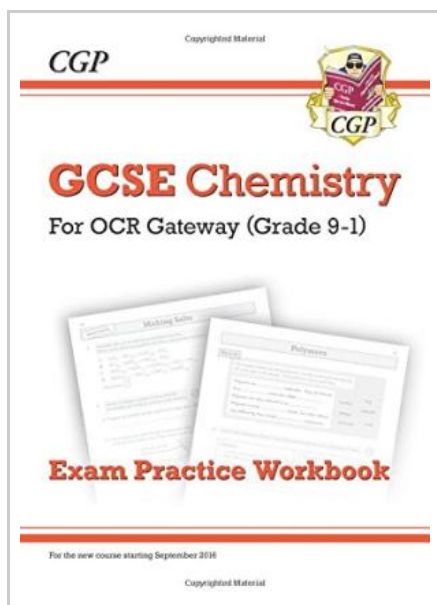 Copyrighted Material
CGP
CGP
CGP
GCSE Chemistry
For OCR Gateway (Grade 9-1)
Making Salts
Polymers
Exam Practice Workbook
For the new course starting September 2016
Copyrighted Material